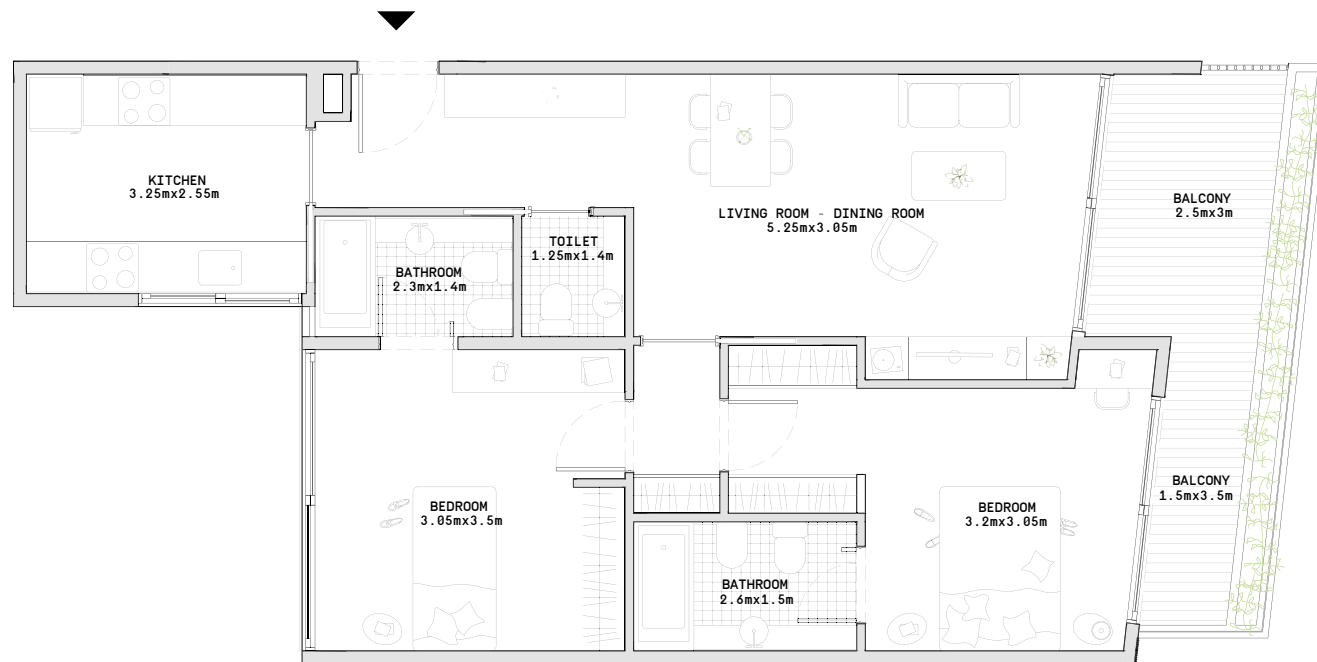 KITCHEN
3.25mx2.55m
BALCONY
2.5mx3m
LIVING ROOM - DINING ROOM
5.25mx3.05m
TOILET
1.25mx1.4m
BATHROOM
2.3mx1.4m
BEDROOM
3.05mx3.5m
BEDROOM
3.2mx3.05m
BALCONY
1.5mx3.5m
BATHROOM
2.6mx1.5m